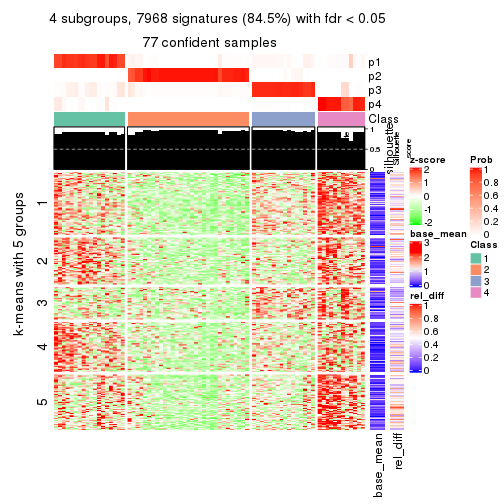 4 subgroups, 7968 signatures (84.5%) with fdr < 0.05
77 confident samples
p1
p2
p3
p4
Class
1
0.5
0
silhouette
Silhouette
score
k-means with 5 groups
1
2
3
4
5
base_mean
rel_diff
z-score
2
1
0
-1
-2
base_mean
3
2
1
0
rel_diff
1
0.8
0.6
0.4
0.2
0
Prob
1
0.8
0.6
0.4
0.2
0
Class
1
2
3
4